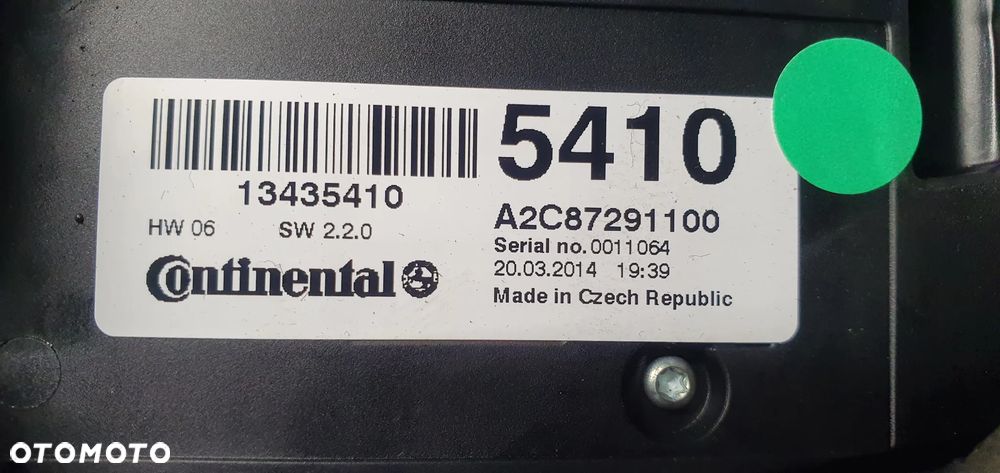 13435410
HW 06 SW 2.2.0
Continental
5410
A2C87291100
Serial no.0011064
20.03.2014 19:39
Made in Czech Republic
OTOMOTO